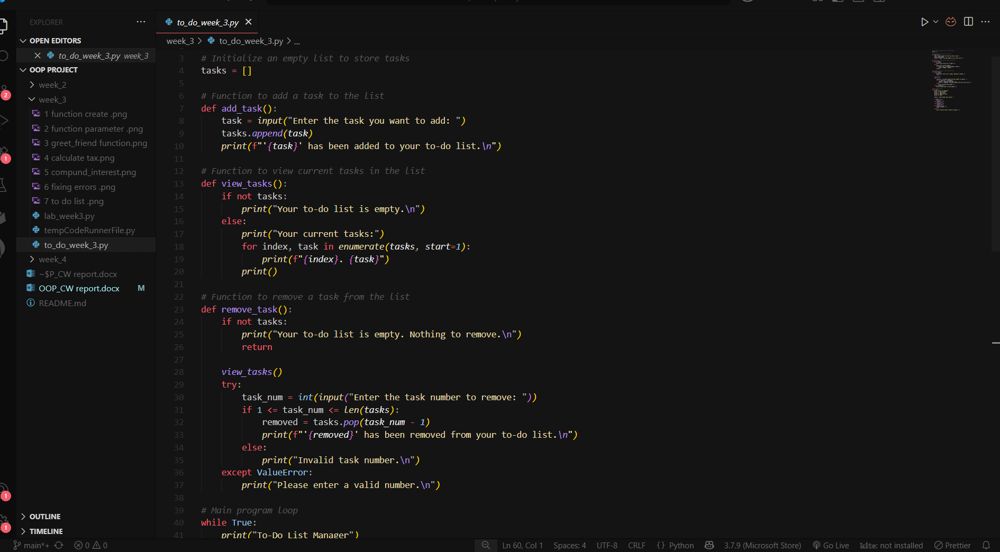 EXPLORER
OPEN EDITORS
to_do_week_3.py week_3
OOP PROJECT
week_2
week_3
1 function create .png
2 function parameter .png
3 greet_friend function.png
4 calculate tax.png
5 compund_interest.png
6 fixing errors .png
7 to do list .png
lab_week3.py
tempCodeRunnerFile.py
to_do_week_3.py
week_4
~$P_CW report.docx
OOP_CW report.docx M
README.md
OUTLINE
TIMELINE
2
1
1
1
to_do_week_3.py
week_3 > to_do_week_3.py > ...
3 # Initialize an empty list to store tasks
4 tasks = []
5
6 # Function to add a task to the list
7 def add_task():
8 task = input("Enter the task you want to add: ")
9 tasks.append(task)
10 print(f"'{task}' has been added to your to-do list.\n")
11
12 # Function to view current tasks in the list
13 def view_tasks():
14 if not tasks:
15 print("Your to-do list is empty.\n")
16 else:
17 print("Your current tasks:")
18 for index, task in enumerate(tasks, start=1):
19 print(f"{index}. {task}")
20 print()
21
22 # Function to remove a task from the list
23 def remove_task():
24 if not tasks:
25 print("Your to-do list is empty. Nothing to remove.\n")
26 return
27
28 view_tasks()
29 try:
30 task_num = int(input("Enter the task number to remove: "))
31 if 1 <= task_num <= len(tasks):
32 removed = tasks.pop(task_num - 1)
33 print(f"'{removed}' has been removed from your to-do list.\n")
34 else:
35 print("Invalid task number.\n")
36 except ValueError:
37 print("Please enter a valid number.\n")
38
39 # Main program loop
40 while True:
41 print("To-Do List Manager")
main*+ 0 0 Ln 60, Col 1 Spaces: 4 UTF-8 CRLF {} Python 3.7.9 (Microsoft Store) Go Live kite: not installed Prettier